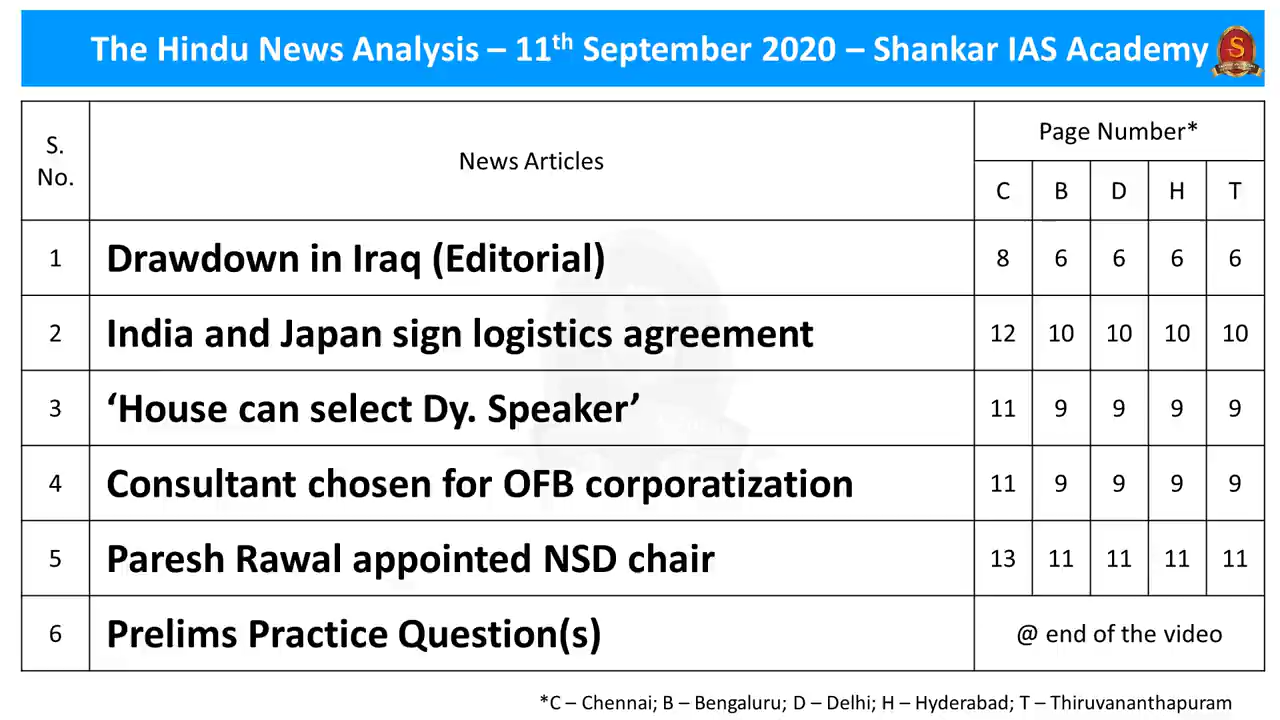 The Hindu News Analysis – 11th September 2020 – Shankar IAS Academy
S. No.
News Articles
Page Number*
C B D H T
1 Drawdown in Iraq (Editorial) 8 6 6 6 6
2 India and Japan sign logistics agreement 12 10 10 10 10
3 ‘House can select Dy. Speaker’ 11 9 9 9 9
4 Consultant chosen for OFB corporatization 11 9 9 9 9
5 Paresh Rawal appointed NSD chair 13 11 11 11 11
6 Prelims Practice Question(s) @ end of the video
*C – Chennai; B – Bengaluru; D – Delhi; H – Hyderabad; T – Thiruvananthapuram